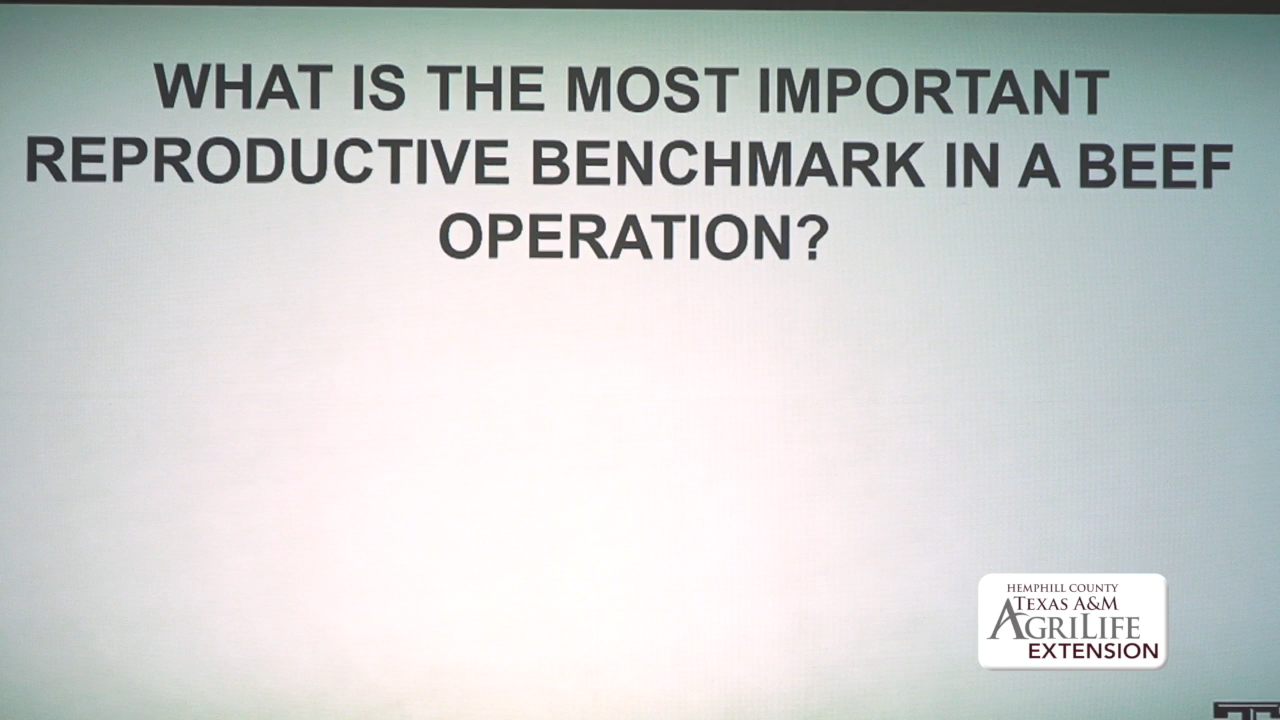 WHAT IS THE MOST IMPORTANT
REPRODUCTIVE BENCHMARK IN A BEEF
OPERATION?
HEMPHILL COUNTY
TEXAS A&M
AGRILIFE
EXTENSION